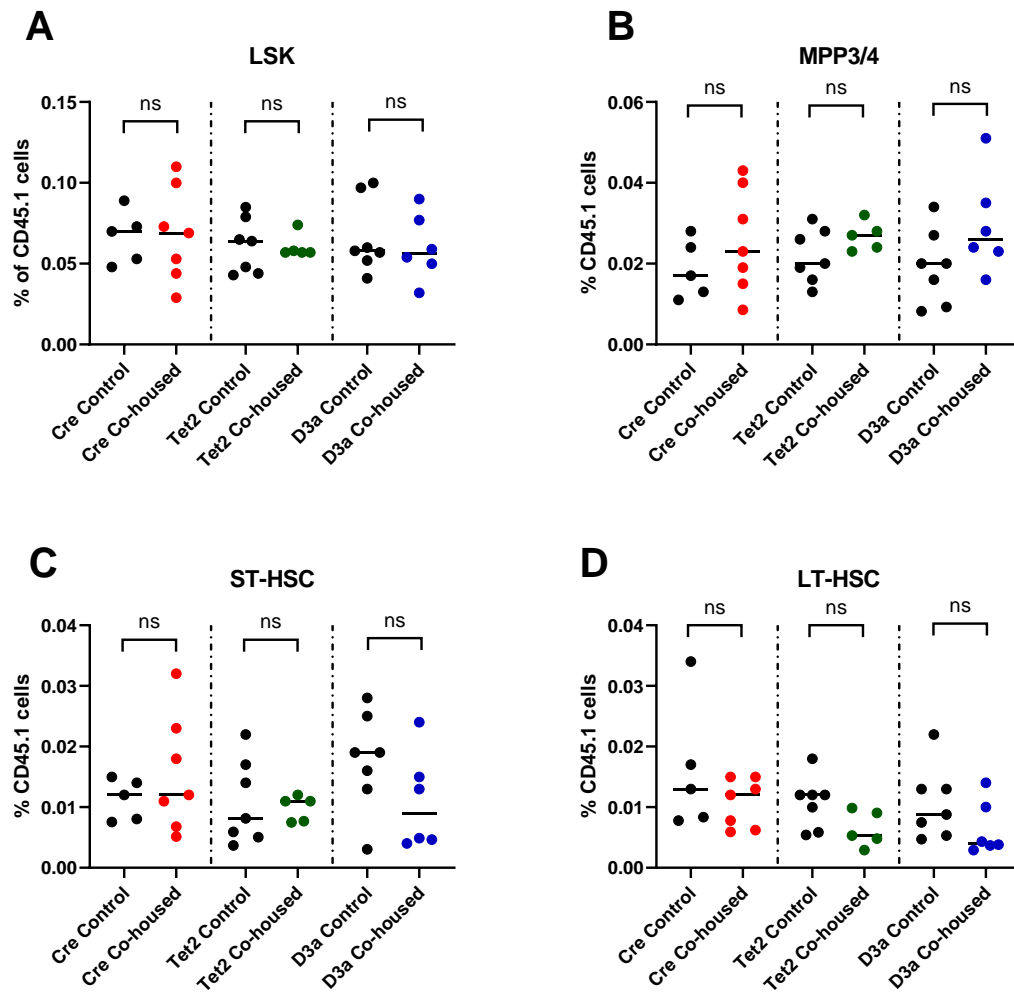 A
LSK
% of CD45.1 cells
0.15
0.10
0.05
0.00
ns
ns
ns
Cre Control
Cre Co-housed
Tet2 Control
Tet2 Co-housed
D3a Control
D3a Co-housed
B
MPP3/4
% CD45.1 cells
0.06
0.04
0.02
0.00
ns
ns
ns
Cre Control
Cre Co-housed
Tet2 Control
Tet2 Co-housed
D3a Control
D3a Co-housed
C
ST-HSC
% CD45.1 cells
0.04
0.03
0.02
0.01
0.00
ns
ns
ns
Cre Control
Cre Co-housed
Tet2 Control
Tet2 Co-housed
D3a Control
D3a Co-housed
D
LT-HSC
% CD45.1 cells
0.04
0.03
0.02
0.01
0.00
ns
ns
ns
Cre Control
Cre Co-housed
Tet2 Control
Tet2 Co-housed
D3a Control
D3a Co-housed